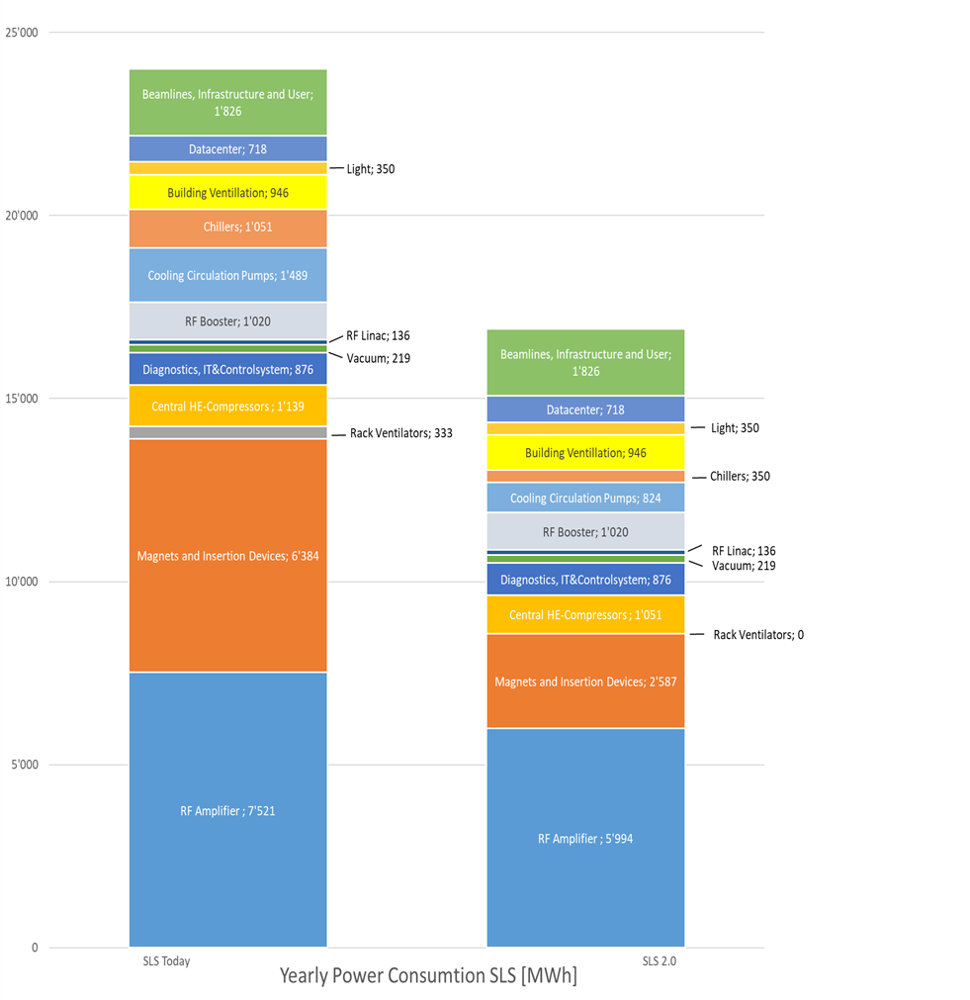 25'000
Beamlines, Infrastructure and User;
1'826
Datacenter; 718
Light; 350
Building Ventillation; 946
20'000
Chillers; 1'051
Cooling Circulation Pumps; 1'489
RF Booster; 1'020
RF Linac; 136
Vacuum; 219
Diagnostics, IT&Controlsystem; 876
15'000
Central HE-Compressors ; 1'139
Rack Ventilators; 333
Magnets and Insertion Devices; 6'384
10'000
5'000
RF Amplifier ; 7'521
0
SLS Today
Beamlines, Infrastructure and User;
1'826
Datacenter; 718
Light; 350
Building Ventillation; 946
Chillers; 350
Cooling Circulation Pumps; 824
RF Booster; 1'020
RF Linac; 136
Vacuum; 219
Diagnostics, IT&Controlsystem; 876
Central HE-Compressors ; 1'051
Rack Ventilators; 0
Magnets and Insertion Devices; 2'587
RF Amplifier ; 5'994
SLS 2.0
Yearly Power Consumtion SLS [MWh]